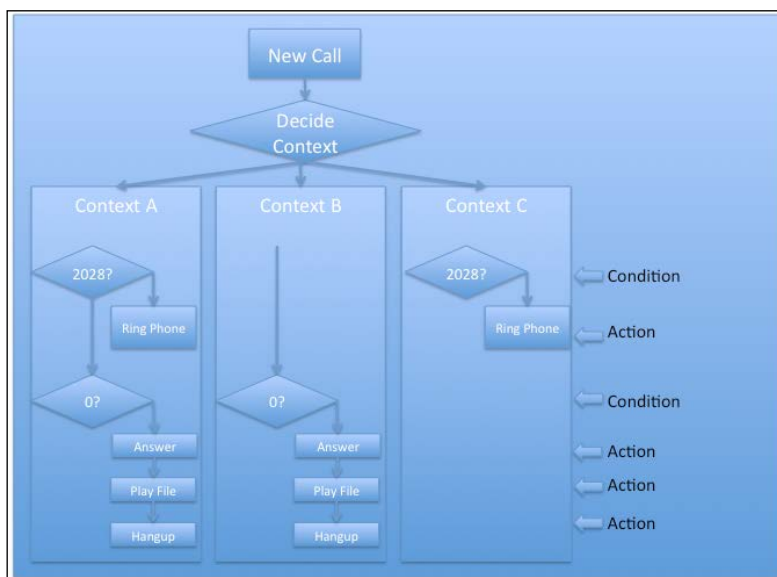 New Call
Decide
Context
Context A
Context B
Context C
2028?
2028?
Condition
Ring Phone
Ring Phone
Action
0?
0?
Condition
Answer
Answer
Action
Play File
Play File
Action
Hangup
Hangup
Action